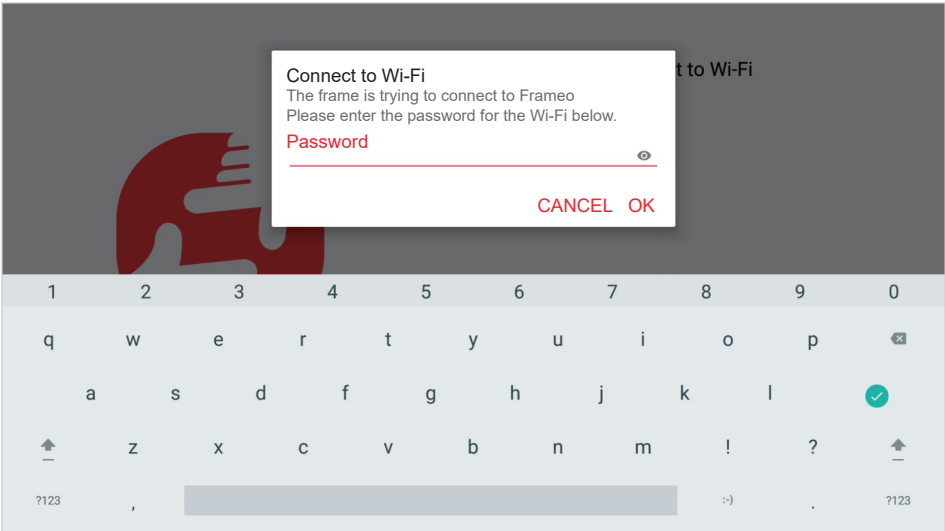 Connect to Wi-Fi
t to Wi-Fi
The frame is trying to connect to Frameo
Please enter the password for the Wi-Fi below.
Password
CANCEL OK
1 2 3 4 5 6 7 8 9 0
q w e r t y u i o p
a s d f g h j k l
z x c v b n m ! ?
?123 , :-) . ?123